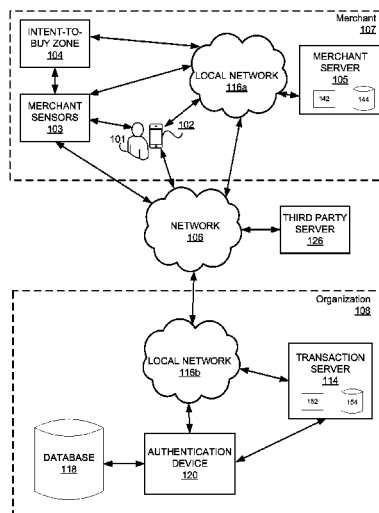 Merchant
107
INTENT-TO-
BUY ZONE
104
LOCAL NETWORK
116a
MERCHANT
SERVER
105
142
144
MERCHANT
SENSORS
103
101
102
NETWORK
106
THIRD PARTY
SERVER
126
Organization
108
LOCAL NETWORK
116b
TRANSACTION
SERVER
114
152
154
DATABASE
118
AUTHENTICATION
DEVICE
120